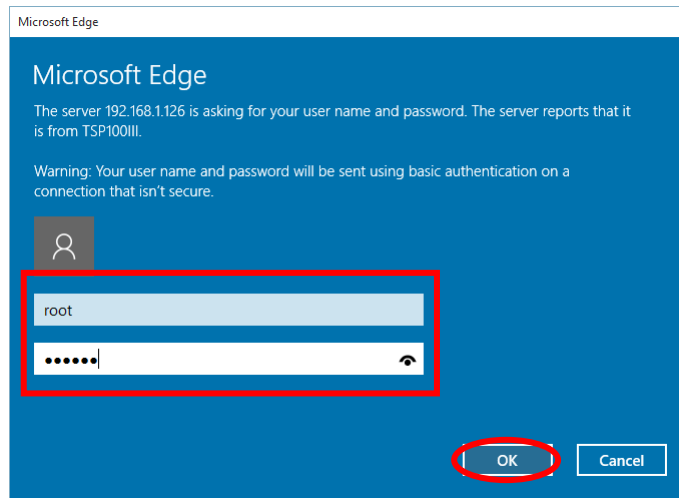 Microsoft Edge
Microsoft Edge
The server 192.168.1.126 is asking for your user name and password. The server reports that it
is from TSP100III.
Warning: Your user name and password will be sent using basic authentication on a
connection that isn't secure.
root
••••••
OK Cancel